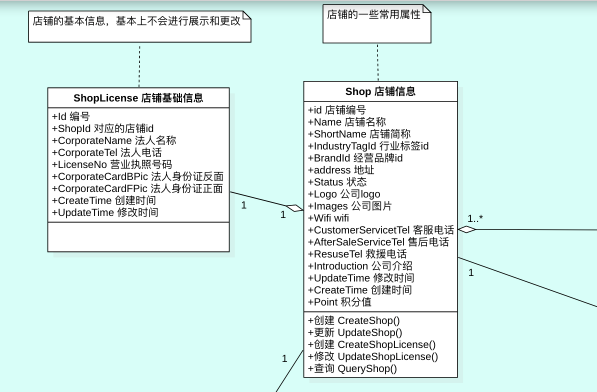 店铺的基本信息，基本上不会进行展示和更改
店铺的一些常用属性
ShopLicense 店铺基础信息
+Id 编号
+ShopId 对应的店铺id
+CorporateName 法人名称
+CorporateTel 法人电话
+LicenseNo 营业执照号码
+CorporateCardBPic 法人身份证反面
+CorporateCardFPic 法人身份证正面
+CreateTime 创建时间
+UpdateTime 修改时间
Shop 店铺信息
+id 店铺编号
+Name 店铺名称
+ShortName 店铺简称
+IndustryTagId 行业标签id
+BrandId 经营品牌id
+address 地址
+Status 状态
+Logo 公司logo
+Images 公司图片
+Wifi wifi
+CustomerServicetTel 客服电话
+AfterSaleServiceTel 售后电话
+ResuseTel 救援电话
+Introduction 公司介绍
+UpdateTime 修改时间
+CreateTime 创建时间
+Point 积分值
+创建 CreateShop()
+更新 UpdateShop()
+创建 CreateShopLicense()
+修改 UpdateShopLicense()
+查询 QueryShop()
1
1
1..*
1
1